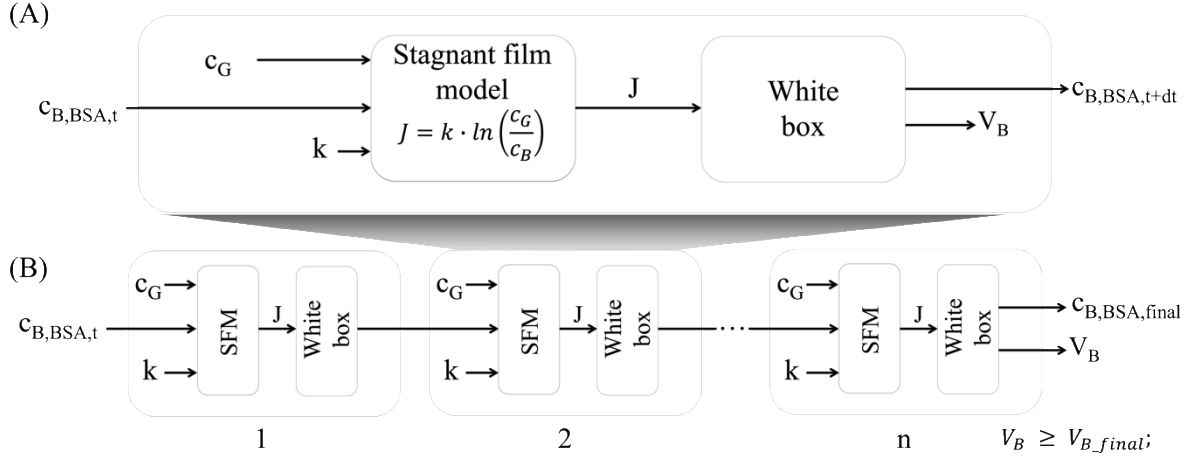 (A)
c_G
Stagnant film
model
J = k · ln(c_G/c_B)
c_B,BSA,t
k
J
White
box
c_B,BSA,t+dt
V_B
(B)
c_B,BSA,t
c_G
k
SFM
J
White
box
1
c_G
k
SFM
J
White
box
2
...
c_G
k
SFM
J
White
box
n
c_B,BSA,final
V_B
V_B ≥ V_B_final;